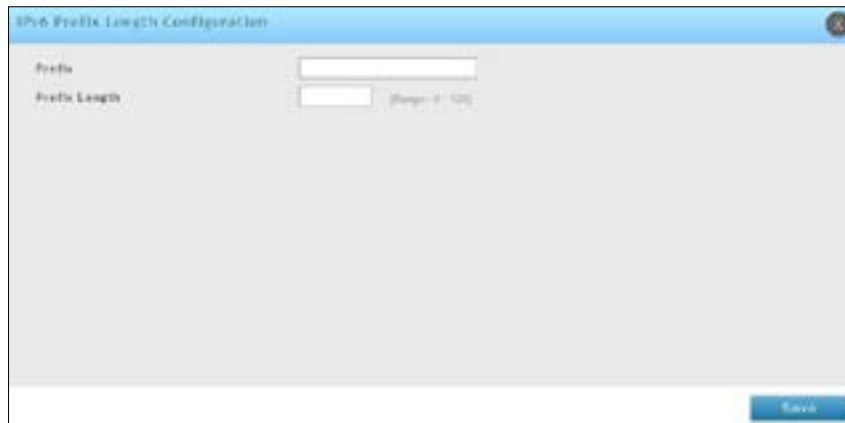 IPv6 Prefix Length Configuration
Prefix
Prefix Length
[Range: 0 - 128]
Save